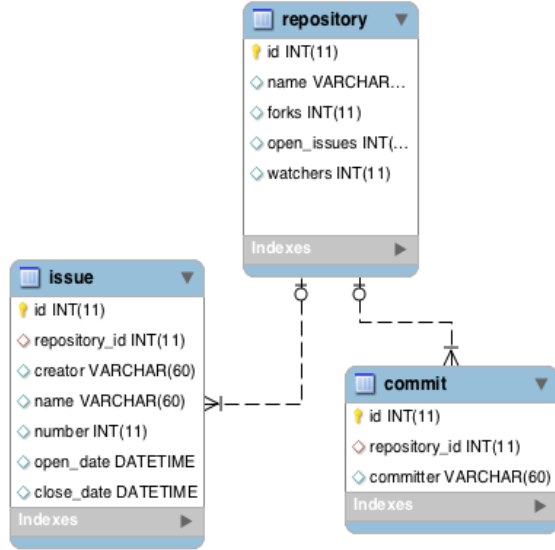 repository
id INT(11)
name VARCHAR...
forks INT(11)
open_issues INT(...
watchers INT(11)
Indexes
issue
id INT(11)
repository_id INT(11)
creator VARCHAR(60)
name VARCHAR(60)
number INT(11)
open_date DATETIME
close_date DATETIME
Indexes
commit
id INT(11)
repository_id INT(11)
committer VARCHAR(60)
Indexes